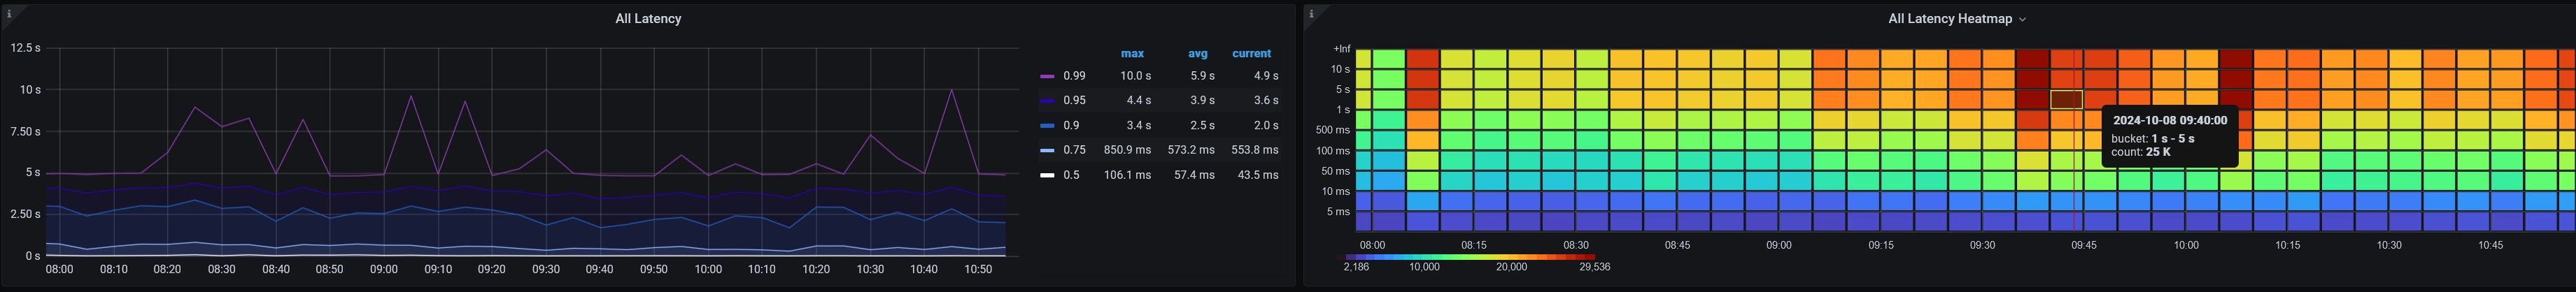 All Latency
12.5 s
10 s
7.50 s
5 s
2.50 s
0 s
08:00 08:10 08:20 08:30 08:40 08:50 09:00 09:10 09:20 09:30 09:40 09:50 10:00 10:10 10:20 10:30 10:40 10:50
max avg current
0.99 10.0 s 5.9 s 4.9 s
0.95 4.4 s 3.9 s 3.6 s
0.9 3.4 s 2.5 s 2.0 s
0.75 850.9 ms 573.2 ms 553.8 ms
0.5 106.1 ms 57.4 ms 43.5 ms
All Latency Heatmap
+Inf
10 s
5 s
1 s
500 ms
100 ms
50 ms
10 ms
5 ms
2024-10-08 09:40:00
bucket: 1 s - 5 s
count: 25 K
08:00 08:15 08:30 08:45 09:00 09:15 09:30 09:45 10:00 10:15 10:30 10:45
2,186 10,000 20,000 29,536